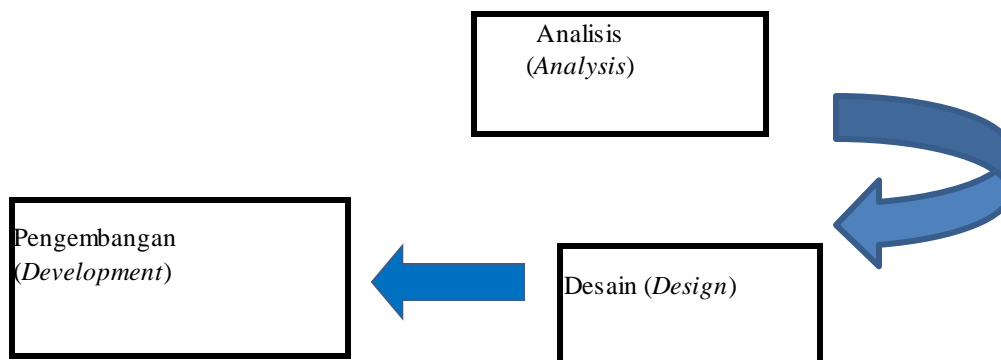 Analisis
(Analysis)
Pengembangan
(Development)
Desain (Design)